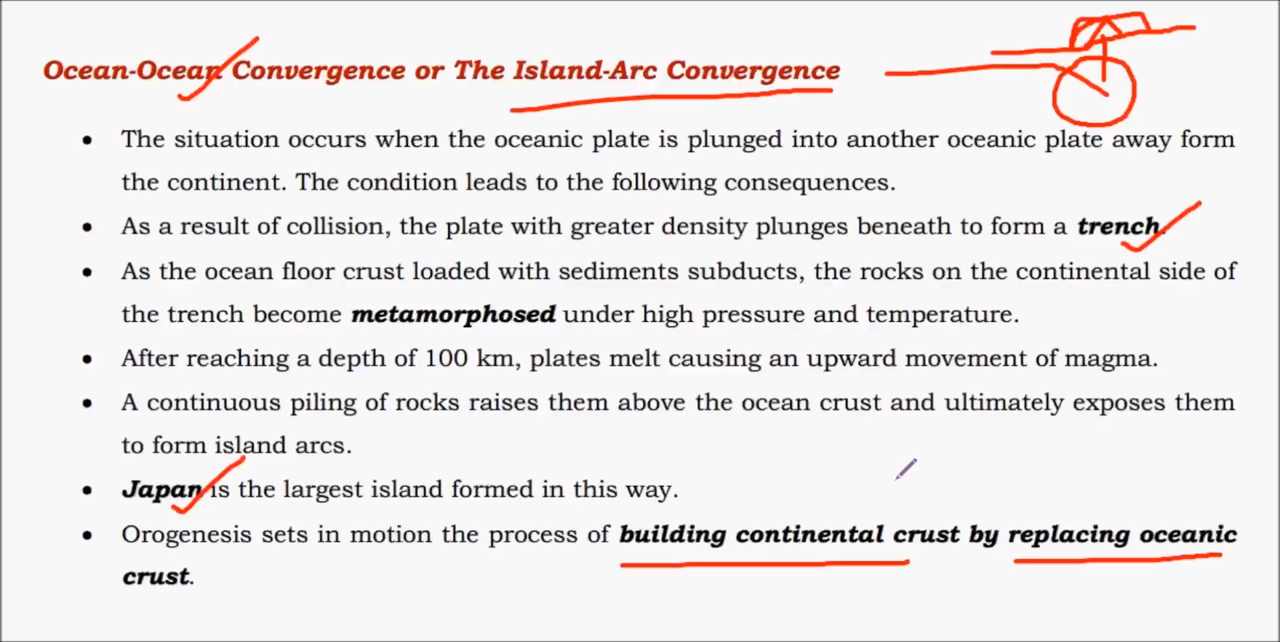 Ocean-Ocean Convergence or The Island-Arc Convergence
• The situation occurs when the oceanic plate is plunged into another oceanic plate away form
the continent. The condition leads to the following consequences.
• As a result of collision, the plate with greater density plunges beneath to form a trench.
• As the ocean floor crust loaded with sediments subducts, the rocks on the continental side of
the trench become metamorphosed under high pressure and temperature.
• After reaching a depth of 100 km, plates melt causing an upward movement of magma.
• A continuous piling of rocks raises them above the ocean crust and ultimately exposes them
to form island arcs.
• Japan is the largest island formed in this way.
• Orogenesis sets in motion the process of building continental crust by replacing oceanic
crust.